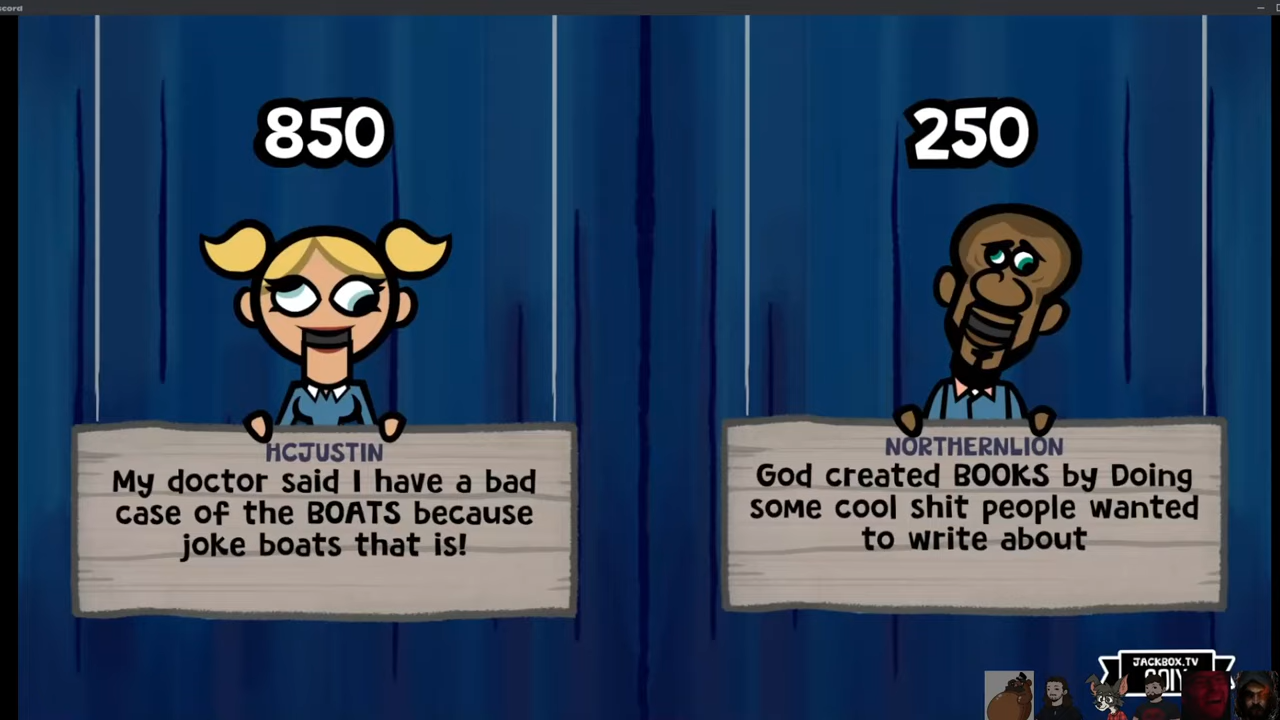 scord
850
250
HCJUSTIN
My doctor said I have a bad
case of the BOATS because
joke boats that is!
NORTHERNLION
God created BOOKS by Doing
some cool shit people wanted
to write about
JACKBOX.TV